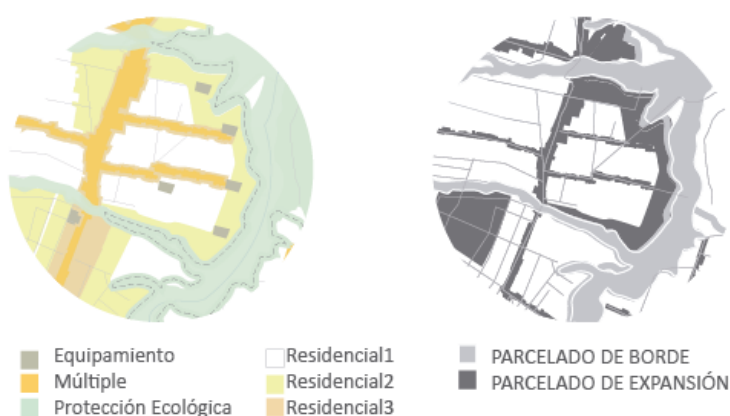 Equipamiento
Múltiple
Protección Ecológica
Residencial1
Residencial2
Residencial3
PARCELADO DE BORDE
PARCELADO DE EXPANSIÓN